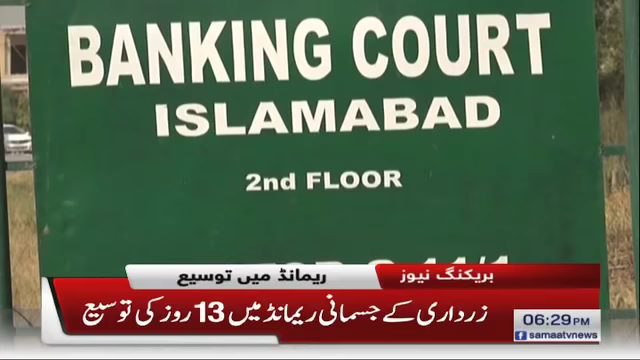 BANKING COURT
ISLAMABAD
2nd FLOOR
بریکنگ نیوز
ریمانڈ میں توسیع
زرداری کے جسمانی ریمانڈ میں 13 روز کی توسیع
06:29PM
samaatvnews